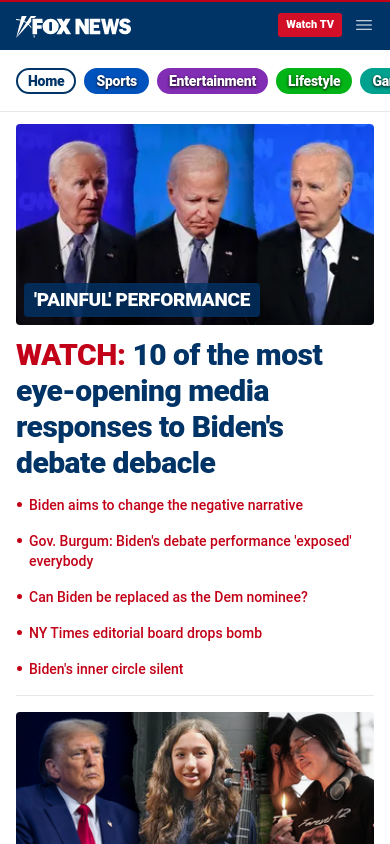 FOX NEWS
Watch TV
Home
Sports
Entertainment
Lifestyle
Ga
'PAINFUL' PERFORMANCE
WATCH: 10 of the most
eye-opening media
responses to Biden's
debate debacle
Biden aims to change the negative narrative
Gov. Burgum: Biden's debate performance 'exposed'
everybody
Can Biden be replaced as the Dem nominee?
NY Times editorial board drops bomb
Biden's inner circle silent
Forever 12